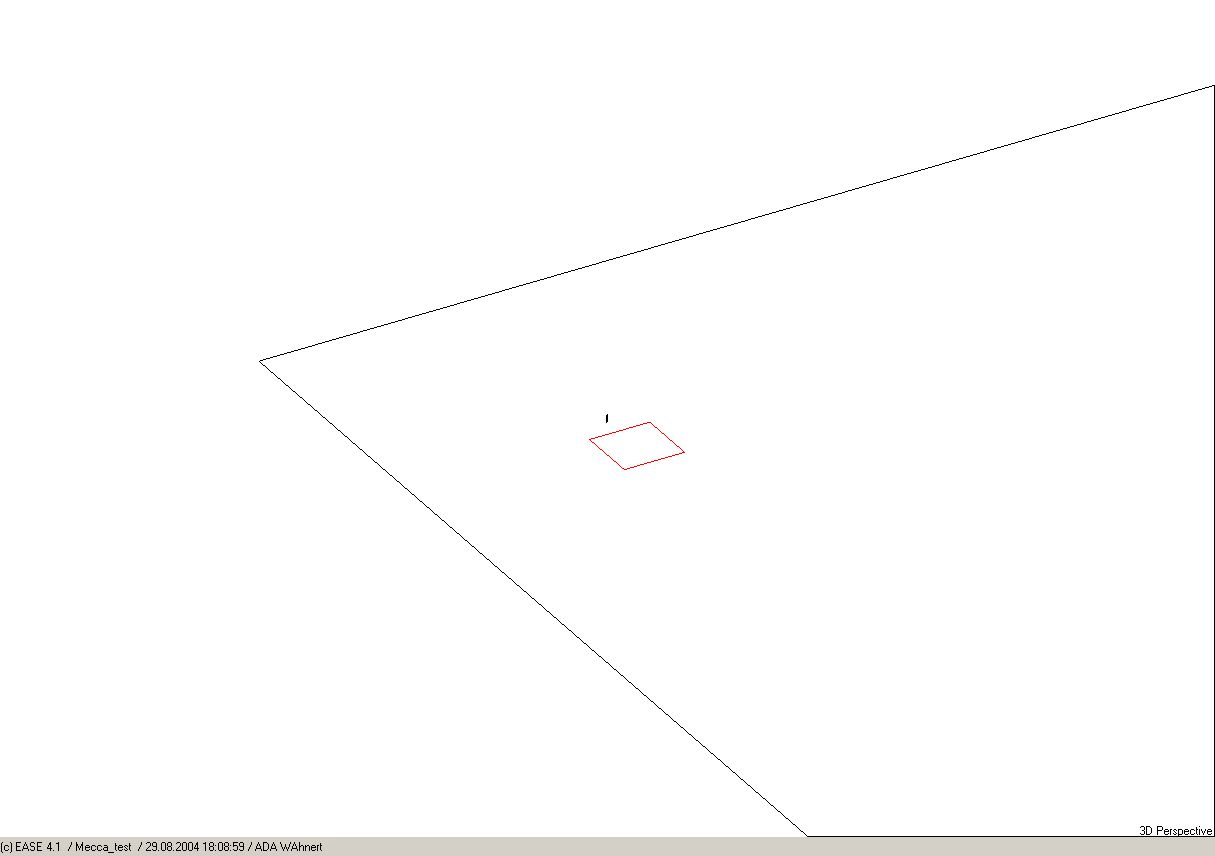 3D Perspective
(c) EASE 4.1 / Mecca_test / 29.08.2004 18:08:59 / ADA WAhnert